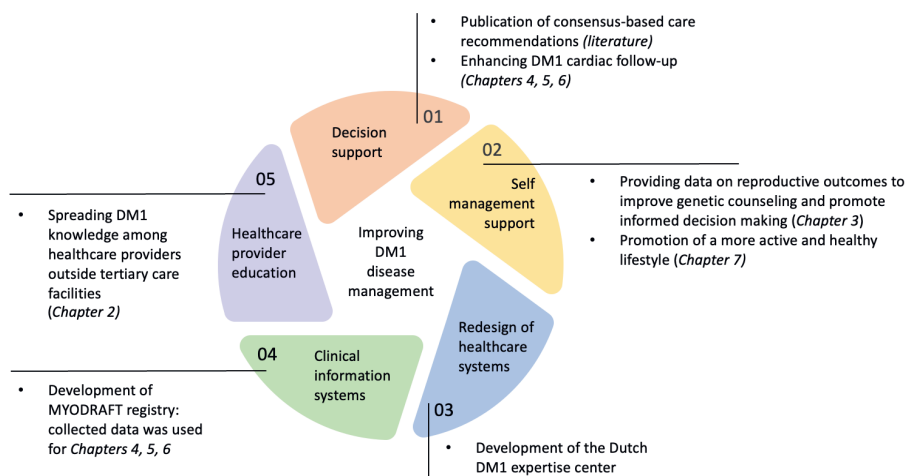 • Publication of consensus-based care
recommendations (literature)
• Enhancing DM1 cardiac follow-up
(Chapters 4, 5, 6)
01
Decision
support
02
Self
management
support
• Providing data on reproductive outcomes to
improve genetic counseling and promote
informed decision making (Chapter 3)
• Promotion of a more active and healthy
lifestyle (Chapter 7)
05
Healthcare
provider
education
• Spreading DM1
knowledge among
healthcare providers
outside tertiary care
facilities
(Chapter 2)
Improving
DM1
disease
management
Redesign of
healthcare
systems
03
• Development of the Dutch
DM1 expertise center
04
Clinical
information
systems
• Development of
MYODRAFT registry:
collected data was used
for Chapters 4, 5, 6